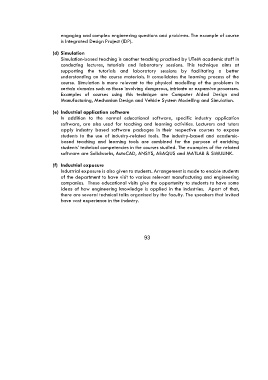 engaging and complex engineering questions and problems. The example of course
is Integrated Design Project (IDP).
(d) Simulation
Simulation-based teaching is another teaching practised by UTeM academic staff in
conducting lectures, tutorials and laboratory sessions. This technique aims at
supporting the tutorials and laboratory sessions by facilitating a better
understanding on the course materials. It consolidates the learning process of the
course. Simulation is more relevant to the physical modelling of the problems in
certain scenarios such as those involving dangerous, intricate or expensive processes.
Examples of courses using this technique are Computer Aided Design and
Manufacturing, Mechanism Design and Vehicle System Modelling and Simulation.
(e) Industrial application software
In addition to the normal educational software, specific industry application
software, are also used for teaching and learning activities. Lecturers and tutors
apply industry based software packages in their respective courses to expose
students to the use of industry-related tools. The industry-based and academic-
based teaching and learning tools are combined for the purpose of enriching
students' technical competencies in the courses studied. The examples of the related
software are Solidworks, AutoCAD, ANSYS, ABAQUS and MATLAB & SIMULINK.
(f) Industrial exposure
Industrial exposure is also given to students. Arrangement is made to enable students
of the department to have visit to various relevant manufacturing and engineering
companies. These educational visits give the opportunity to students to have some
ideas of how engineering knowledge is applied in the industries. Apart of that,
there are several technical talks organised by the faculty. The speakers that invited
have vast experience in the industry.
93